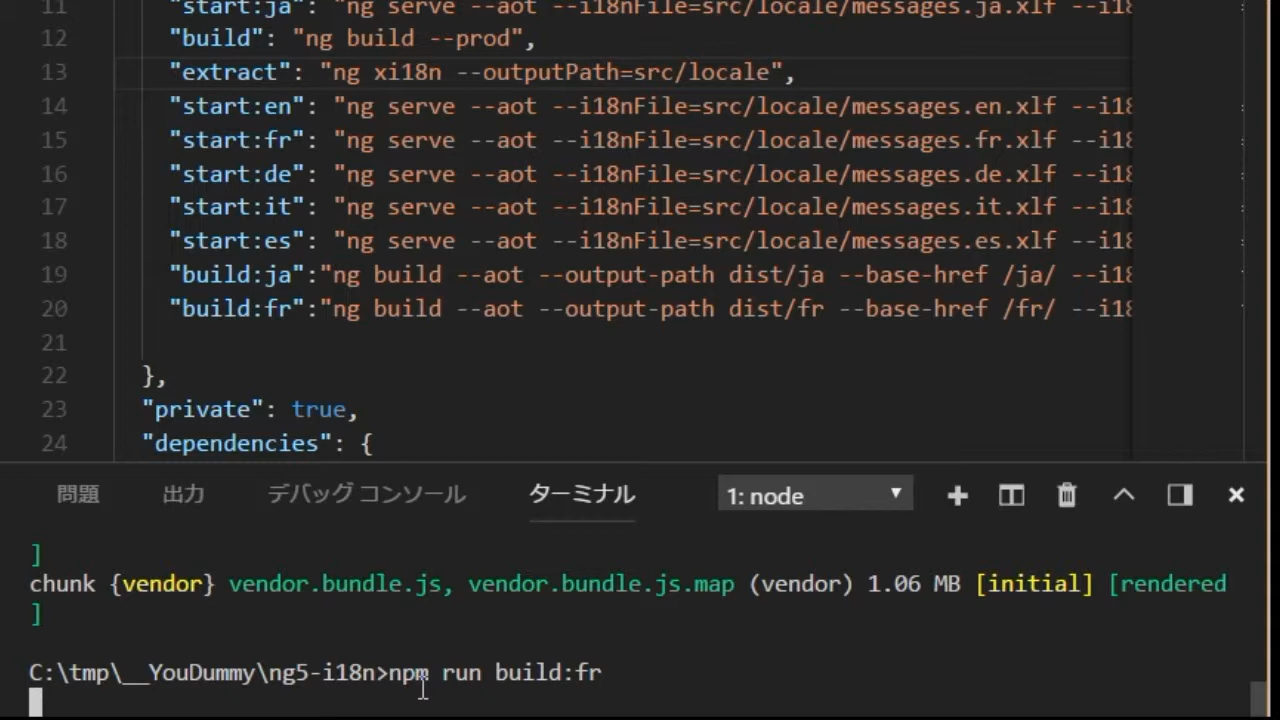 11 "start:ja": "ng serve --aot --i18nFile=src/locale/messages.ja.xlf --i18
12 "build": "ng build --prod",
13 "extract": "ng xi18n --outputPath=src/locale",
14 "start:en": "ng serve --aot --i18nFile=src/locale/messages.en.xlf --i18
15 "start:fr": "ng serve --aot --i18nFile=src/locale/messages.fr.xlf --i18
16 "start:de": "ng serve --aot --i18nFile=src/locale/messages.de.xlf --i18
17 "start:it": "ng serve --aot --i18nFile=src/locale/messages.it.xlf --i18
18 "start:es": "ng serve --aot --i18nFile=src/locale/messages.es.xlf --i18
19 "build:ja":"ng build --aot --output-path dist/ja --base-href /ja/ --i18
20 "build:fr":"ng build --aot --output-path dist/fr --base-href /fr/ --i18
21
22 },
23 "private": true,
24 "dependencies": {
問題 出力 デバッグ コンソール ターミナル 1: node
]
chunk {vendor} vendor.bundle.js, vendor.bundle.js.map (vendor) 1.06 MB [initial] [rendered
]
C:\tmp\__YouDummy\ng5-i18n>npm run build:fr